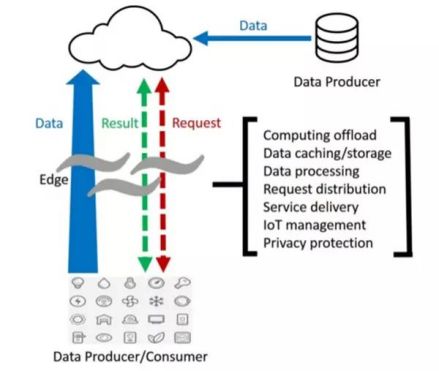 Data
Data Producer
Data
Result
Request
Edge
Computing offload
Data caching/storage
Data processing
Request distribution
Service delivery
IoT management
Privacy protection
Data Producer/Consumer